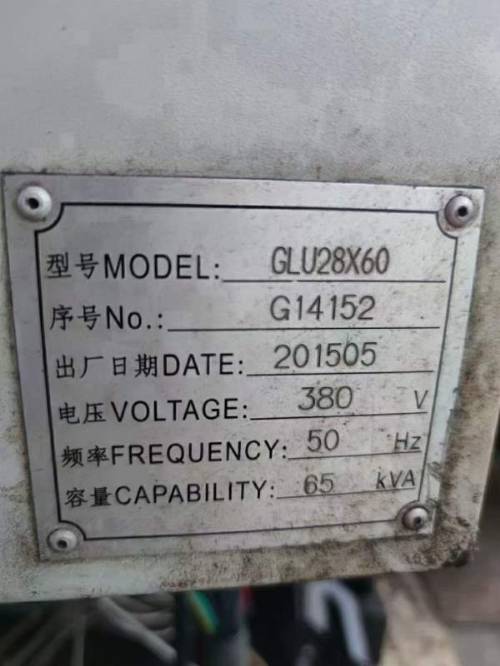 型号MODEL: GLU28X60
序号No.: G14152
出厂日期DATE: 201505
电压VOLTAGE: 380 V
频率FREQUENCY: 50 Hz
容量CAPABILITY: 65 kVA